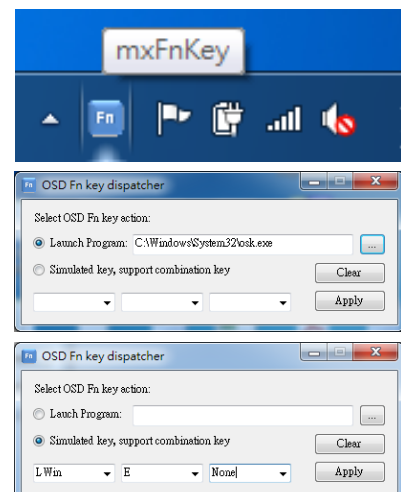 mxFnKey
Fn
Fn OSD Fn key dispatcher
Select OSD Fn key action:
Launch Program: C:\Windows\System32\osk.exe ...
Simulated key, support combination key Clear
Apply
Fn OSD Fn key dispatcher
Select OSD Fn key action:
Lauch Program: ...
Simulated key, support combination key Clear
L Win E None Apply